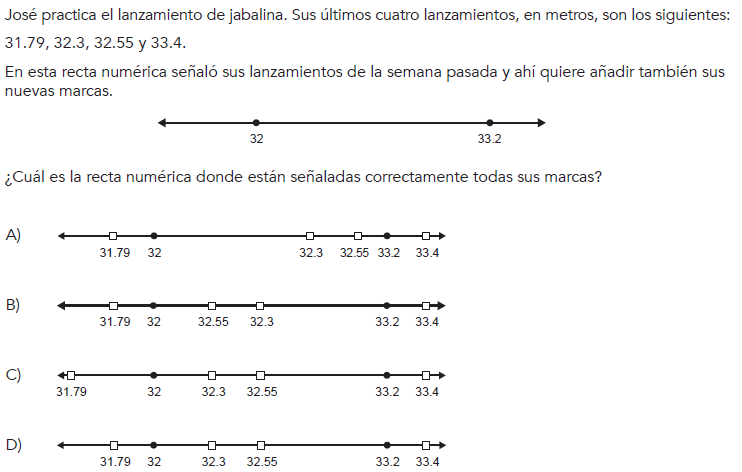 José practica el lanzamiento de jabalina. Sus últimos cuatro lanzamientos, en metros, son los siguientes:
31.79, 32.3, 32.55 y 33.4.
En esta recta numérica señaló sus lanzamientos de la semana pasada y ahí quiere añadir también sus
nuevas marcas.
32 33.2
¿Cuál es la recta numérica donde están señaladas correctamente todas sus marcas?
A)
31.79 32 32.3 32.55 33.2 33.4
B)
31.79 32 32.55 32.3 33.2 33.4
C)
31.79 32 32.3 32.55 33.2 33.4
D)
31.79 32 32.3 32.55 33.2 33.4